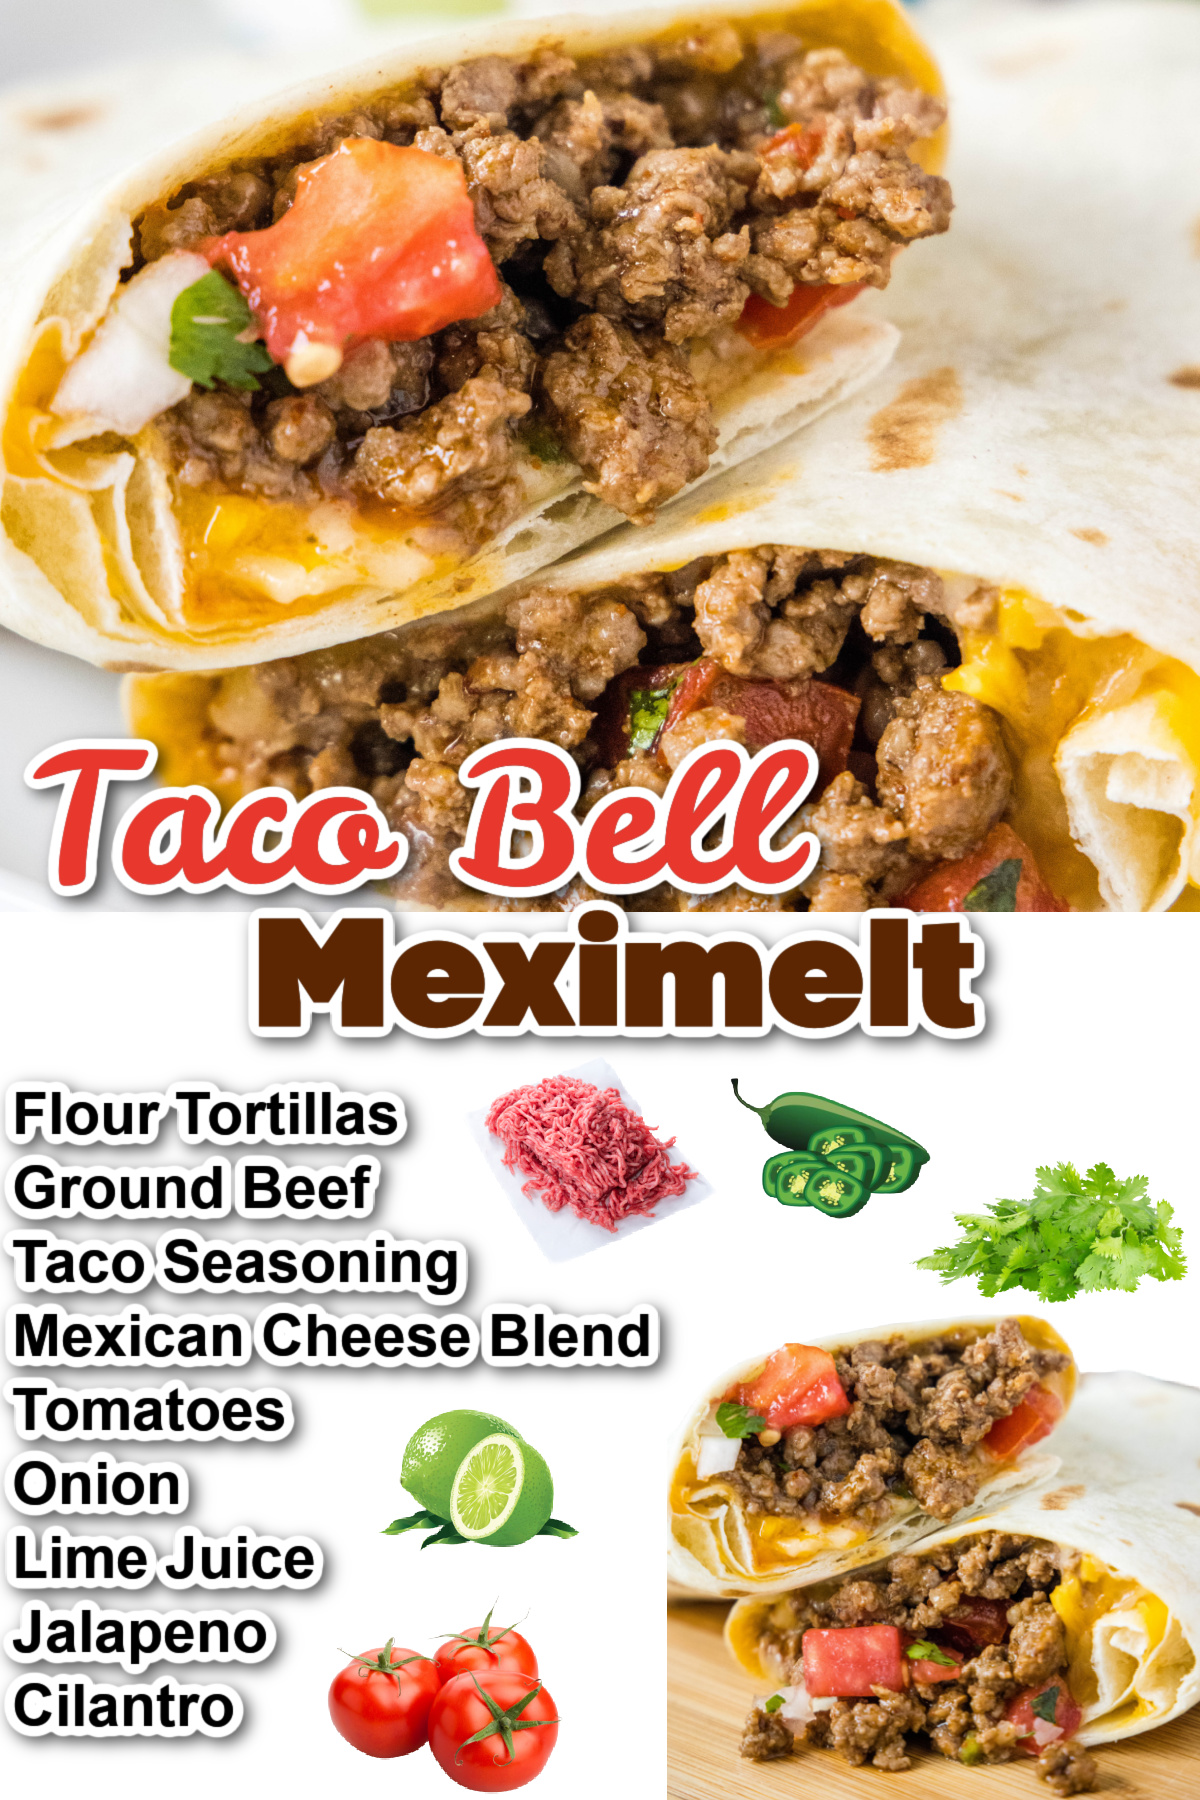 Taco Bell
Meximelt
Flour Tortillas
Ground Beef
Taco Seasoning
Mexican Cheese Blend
Tomatoes
Onion
Lime Juice
Jalapeno
Cilantro